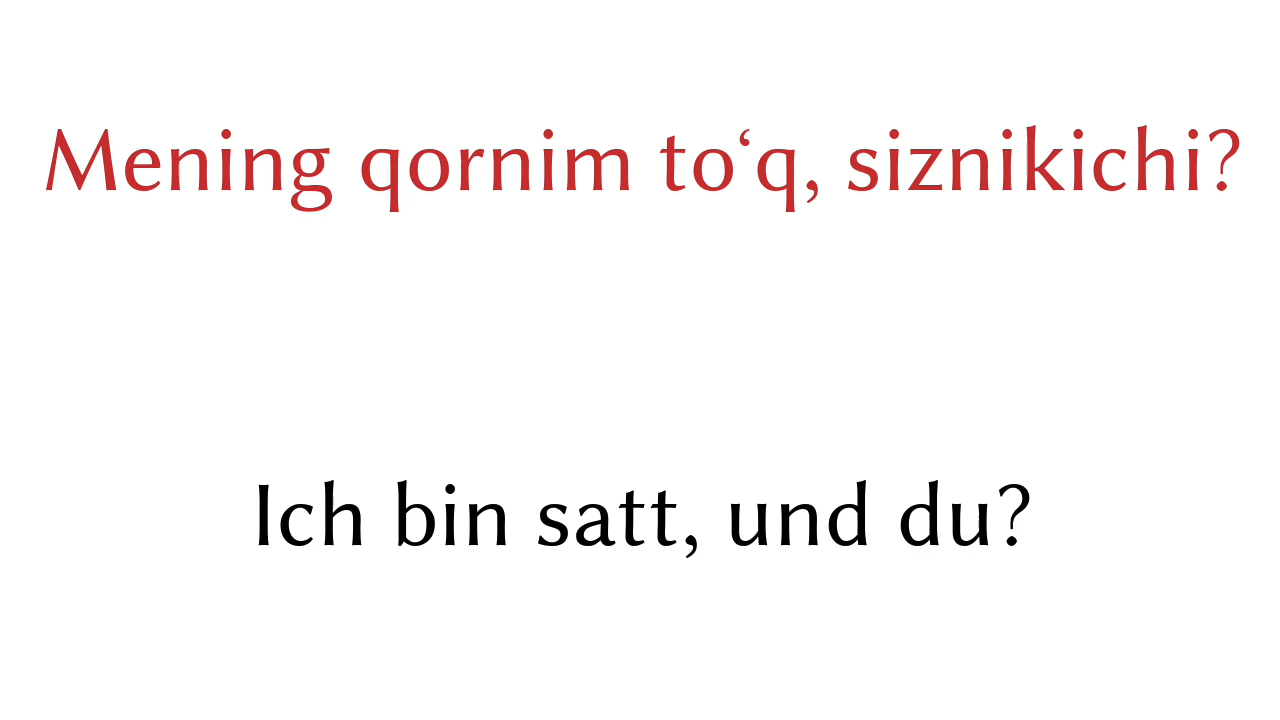 Mening qornim to‘q, siznikichi?
Ich bin satt, und du?